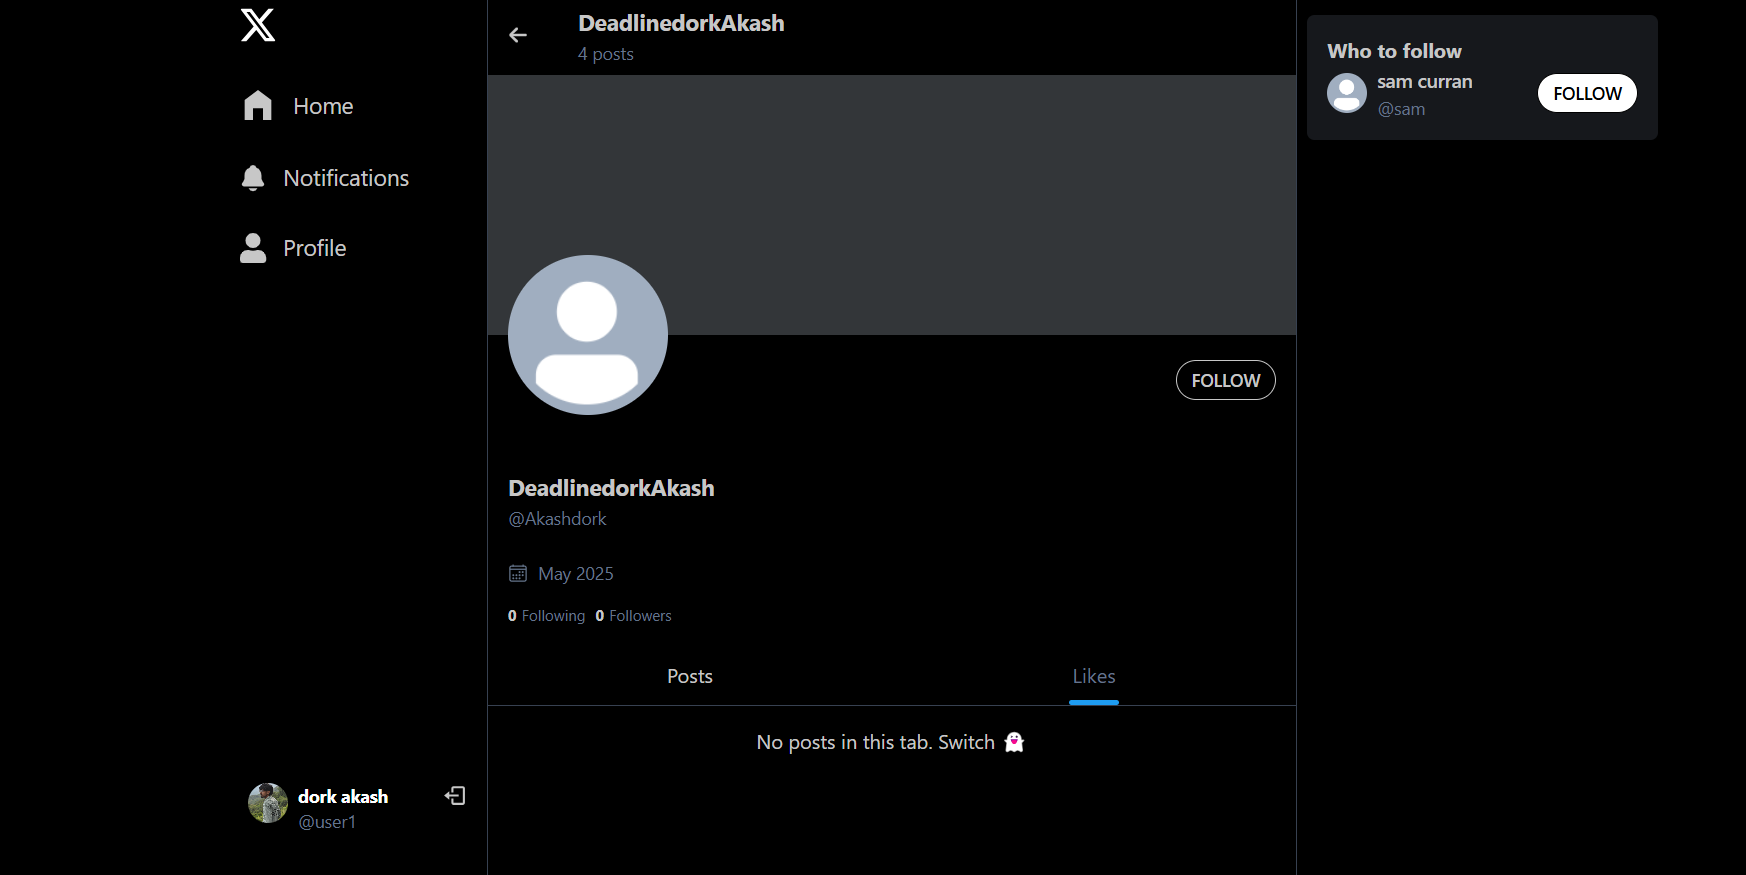 Home
Notifications
Profile
dork akash
@user1
DeadlinedorkAkash
4 posts
FOLLOW
DeadlinedorkAkash
@Akashdork
May 2025
0 Following 0 Followers
Posts Likes
No posts in this tab. Switch 👻
Who to follow
sam curran
@sam
FOLLOW